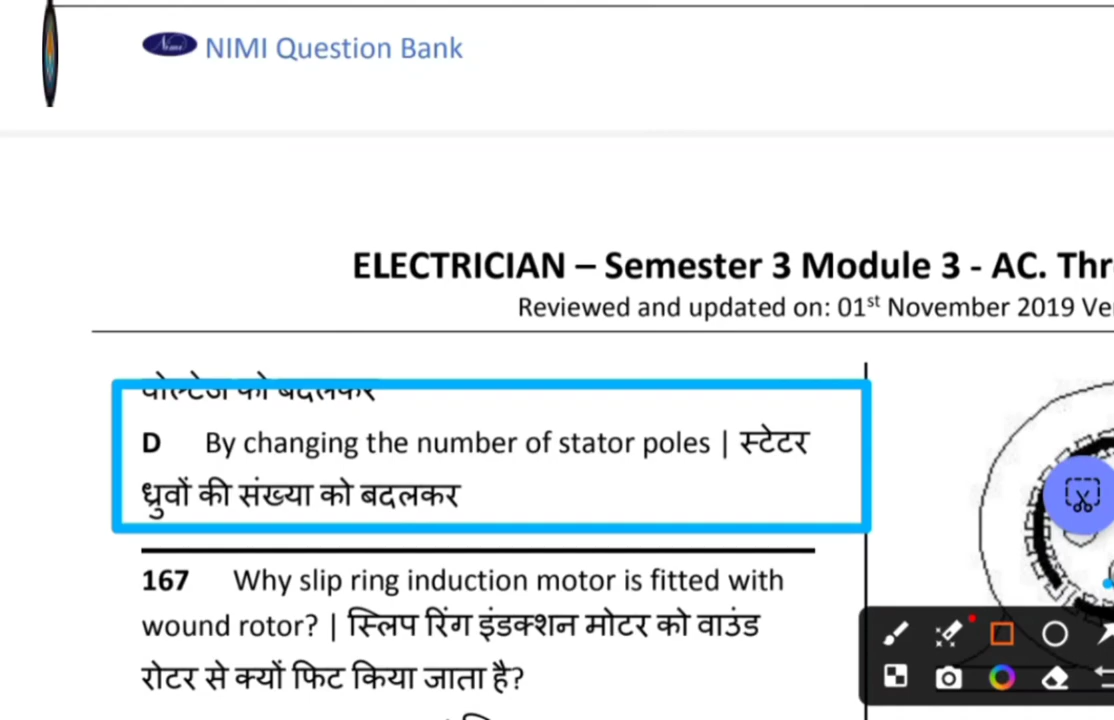 NIMI Question Bank
ELECTRICIAN – Semester 3 Module 3 - AC.
Reviewed and updated on: 01st November 2019
वोल्टेज को बदलकर
D By changing the number of stator poles | स्टेटर
ध्रुवों की संख्या को बदलकर
167 Why slip ring induction motor is fitted with
wound rotor? | स्लिप रिंग इंडक्शन मोटर को वाउंड
रोटर से क्यों फिट किया जाता है?